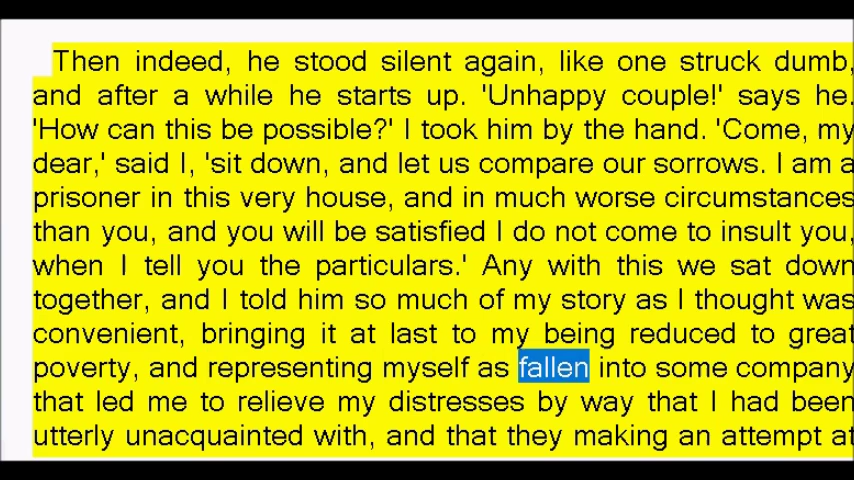 Then indeed, he stood silent again, like one struck dumb,
and after a while he starts up. 'Unhappy couple!' says he.
'How can this be possible?' I took him by the hand. 'Come, my
dear,' said I, 'sit down, and let us compare our sorrows. I am a
prisoner in this very house, and in much worse circumstances
than you, and you will be satisfied I do not come to insult you,
when I tell you the particulars.' Any with this we sat down
together, and I told him so much of my story as I thought was
convenient, bringing it at last to my being reduced to great
poverty, and representing myself as fallen into some company
that led me to relieve my distresses by way that I had been
utterly unacquainted with, and that they making an attempt at